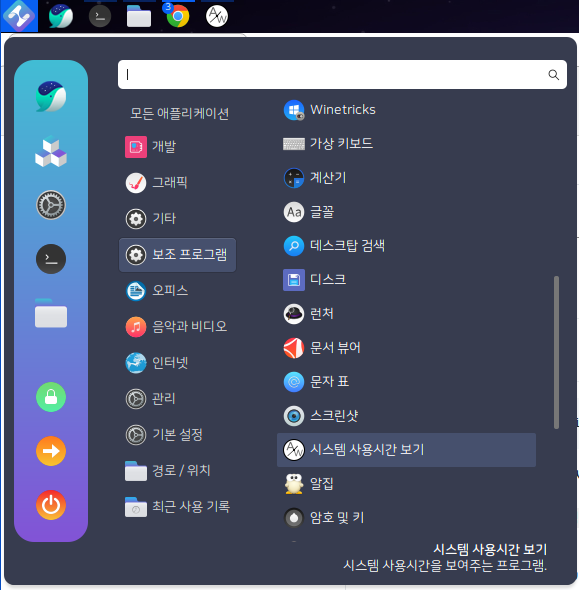 3
모든 애플리케이션
개발
그래픽
기타
보조 프로그램
오피스
음악과 비디오
인터넷
관리
기본 설정
경로 / 위치
최근 사용 기록
Winetricks
가상 키보드
계산기
Aa 글꼴
데스크탑 검색
디스크
런처
문서 뷰어
문자 표
스크린샷
시스템 사용시간 보기
알집
암호 및 키
시스템 사용시간 보기
시스템 사용시간을 보여주는 프로그램.